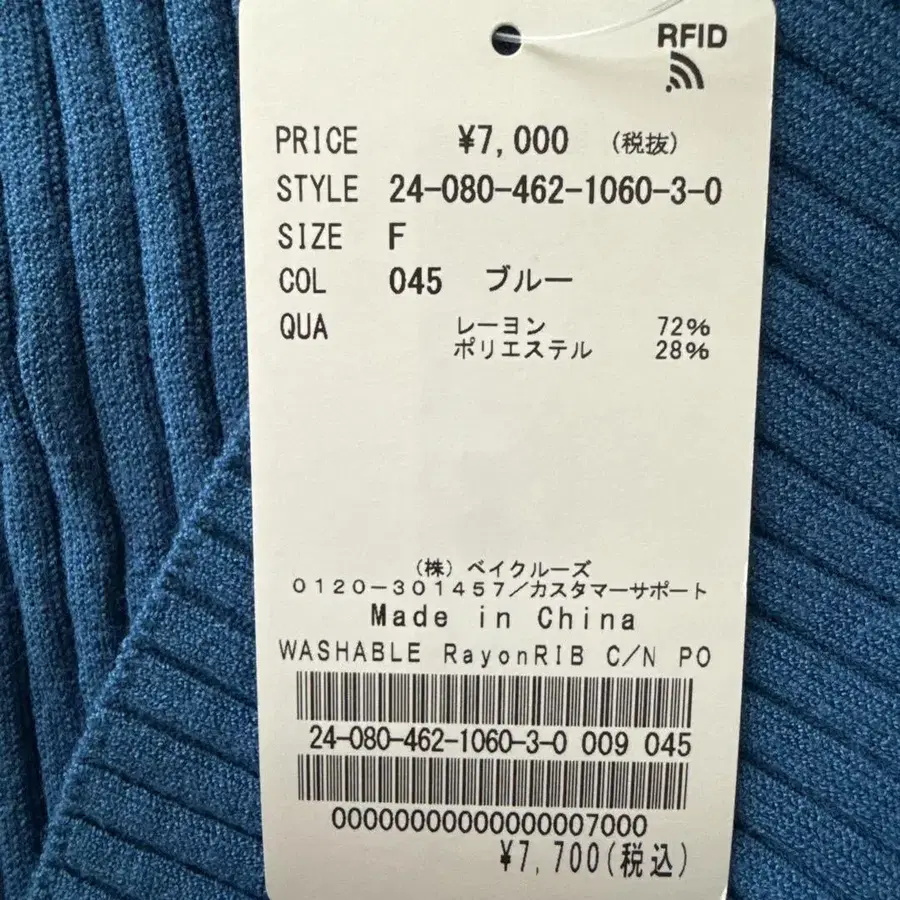 RFID
PRICE ¥7,000 (税抜)
STYLE 24-080-462-1060-3-0
SIZE F
COL 045 ブルー
QUA レーヨン 72%
ポリエステル 28%
(株)ベイクルーズ
0120-301457/カスタマーサポート
Made in China
WASHABLE RayonRIB C/N PO
24-080-462-1060-3-0 009 045
00000000000000007000
¥7,700(税込)